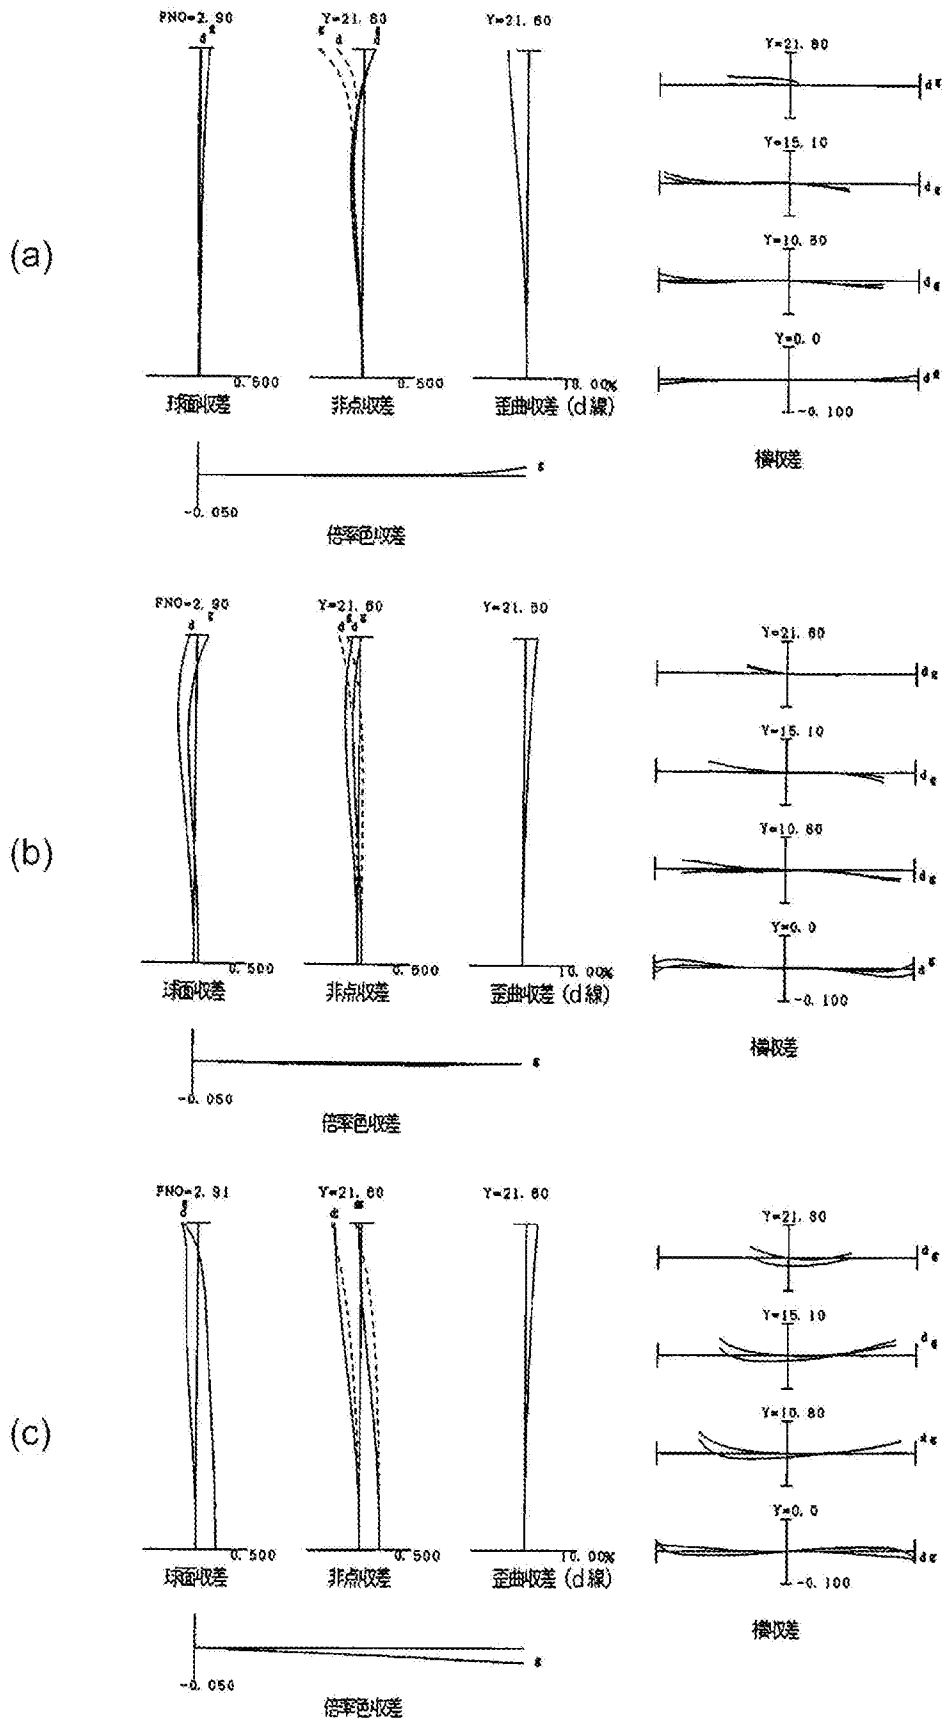 (a)
FNO=2.90
d g
0.500
球面収差
Y=21.60
g d
g d
0.500
非点収差
Y=21.60
10.00%
歪曲収差 (d線)
Y=21.60
d g
Y=15.10
d g
Y=10.80
d g
Y=0.0
d g
-0.100
横収差
g
-0.050
倍率色収差
(b)
FNO=2.90
d g
0.500
球面収差
Y=21.60
d g d g
0.500
非点収差
Y=21.60
10.00%
歪曲収差 (d線)
Y=21.60
d g
Y=15.10
d g
Y=10.80
d g
Y=0.0
d g
-0.100
横収差
g
-0.050
倍率色収差
(c)
FNO=2.91
g
d
0.500
球面収差
Y=21.60
0.500
非点収差
Y=21.60
10.00%
歪曲収差 (d線)
Y=21.60
d g
Y=15.10
d g
Y=10.80
Y=0.0
d g
-0.100
横収差
g
-0.050
倍率色収差